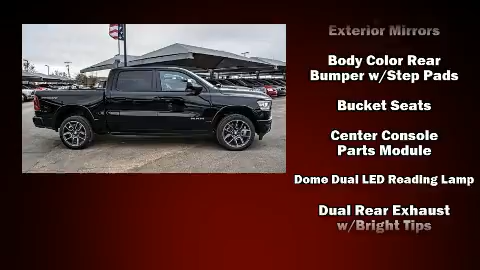 Exterior Mirrors
Body Color Rear
Bumper w/Step Pads
Bucket Seats
Center Console
Parts Module
Dome Dual LED Reading Lamp
Dual Rear Exhaust
w/Bright Tips